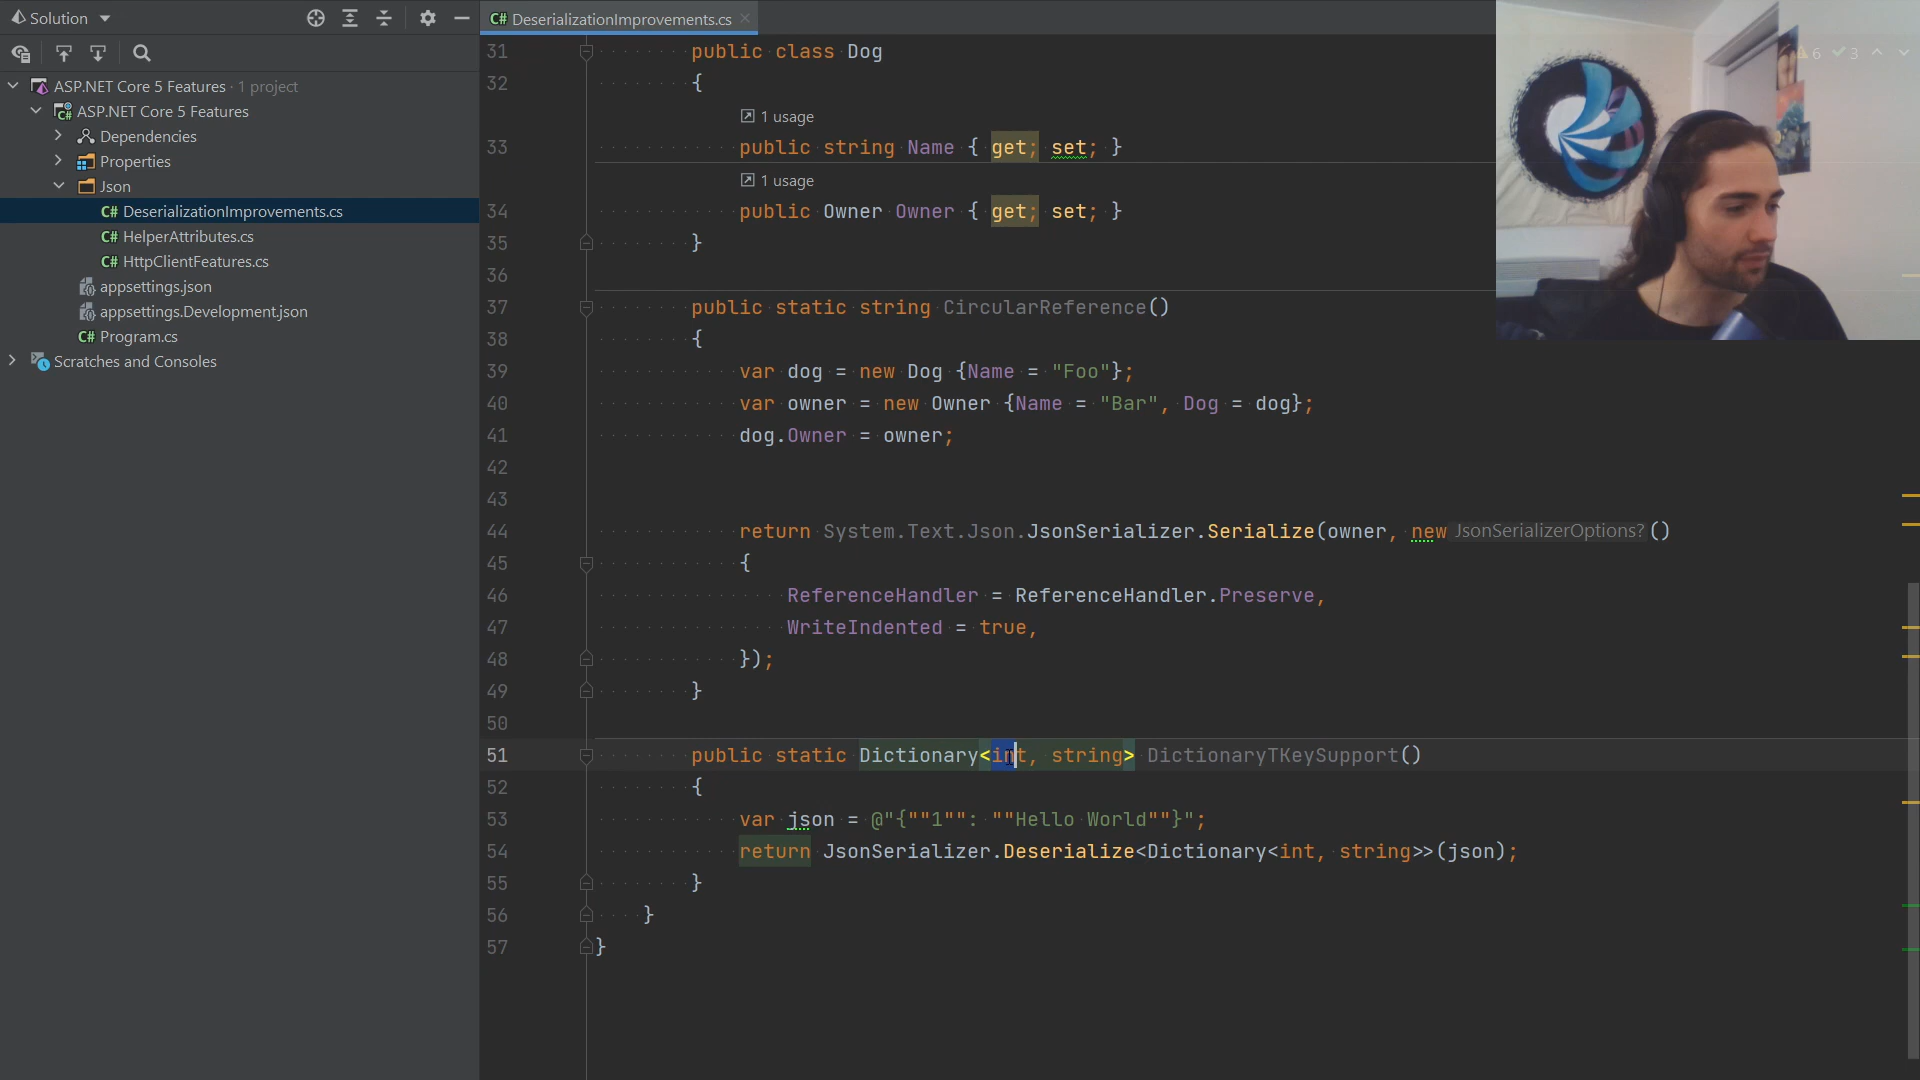 Solution
DeserializationImprovements.cs
ASP.NET Core 5 Features · 1 project
ASP.NET Core 5 Features
Dependencies
Properties
Json
C# DeserializationImprovements.cs
C# HelperAttributes.cs
C# HttpClientFeatures.cs
appsettings.json
appsettings.Development.json
C# Program.cs
Scratches and Consoles
C# DeserializationImprovements.cs
6 3
31 public class Dog
32 {
1 usage
33 public string Name { get; set; }
1 usage
34 public Owner Owner { get; set; }
35 }
36
37 public static string CircularReference()
38 {
39 var dog = new Dog {Name = "Foo"};
40 var owner = new Owner {Name = "Bar", Dog = dog};
41 dog.Owner = owner;
42
43
44 return System.Text.Json.JsonSerializer.Serialize(owner, new JsonSerializerOptions?()
45 {
46 ReferenceHandler = ReferenceHandler.Preserve,
47 WriteIndented = true,
48 });
49 }
50
51 public static Dictionary<int, string> DictionaryTKeySupport()
52 {
53 var json = @"{""1"": ""Hello World""}";
54 return JsonSerializer.Deserialize<Dictionary<int, string>>(json);
55 }
56 }
57 }